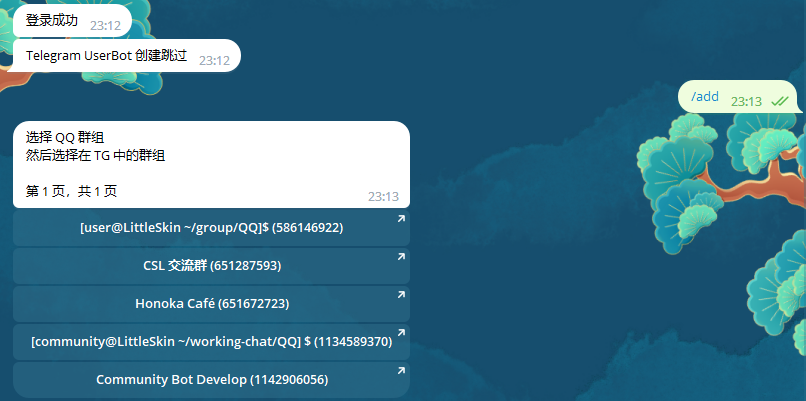 登录成功 23:12
Telegram UserBot 创建跳过 23:12
/add 23:13
选择 QQ 群组
然后选择在 TG 中的群组
第 1 页，共 1 页
23:13
[user@LittleSkin ~/group/QQ]$ (586146922)
CSL 交流群 (651287593)
Honoka Café (651672723)
[community@LittleSkin ~/working-chat/QQ] $ (1134589370)
Community Bot Develop (1142906056)